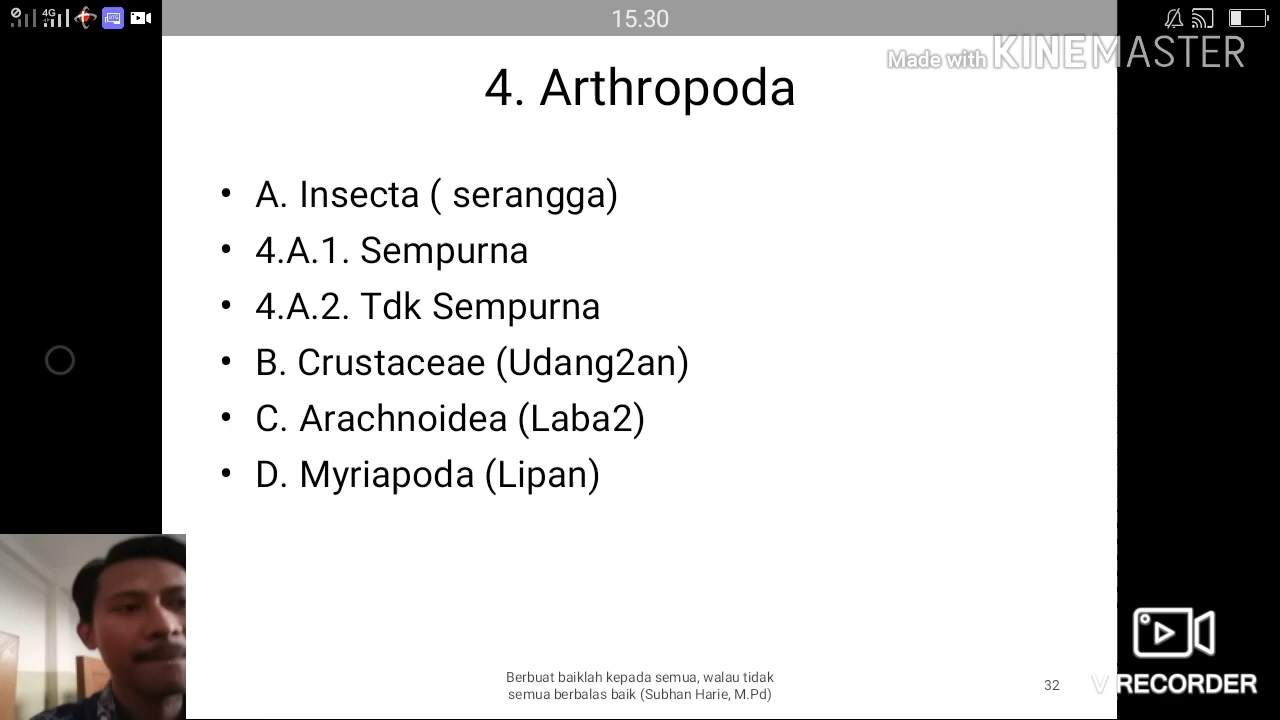 4G
15.30
Made with KINEMASTER
4. Arthropoda
• A. Insecta ( serangga)
• 4.A.1. Sempurna
• 4.A.2. Tdk Sempurna
• B. Crustaceae (Udang2an)
• C. Arachnoidea (Laba2)
• D. Myriapoda (Lipan)
Berbuat baiklah kepada semua, walau tidak
semua berbalas baik (Subhan Harie, M.Pd)
32
V RECORDER